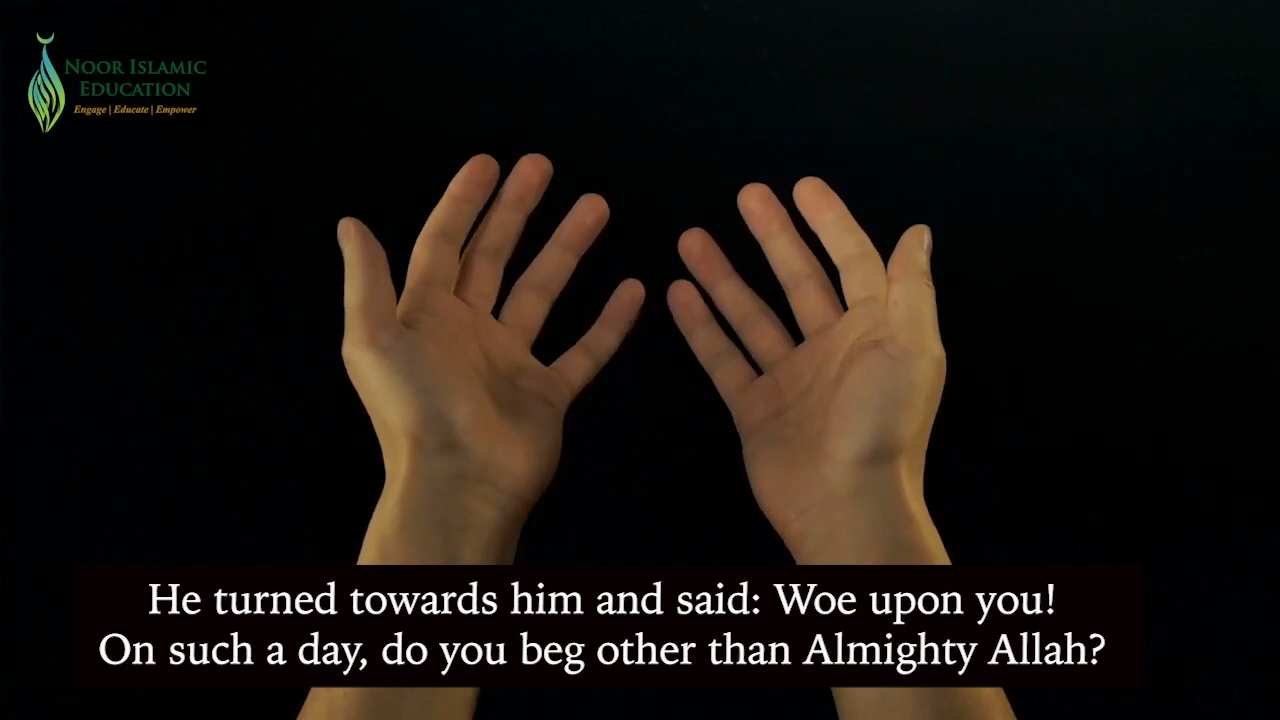 NOOR ISLAMIC
EDUCATION
Engage | Educate | Empower
He turned towards him and said: Woe upon you!
On such a day, do you beg other than Almighty Allah?